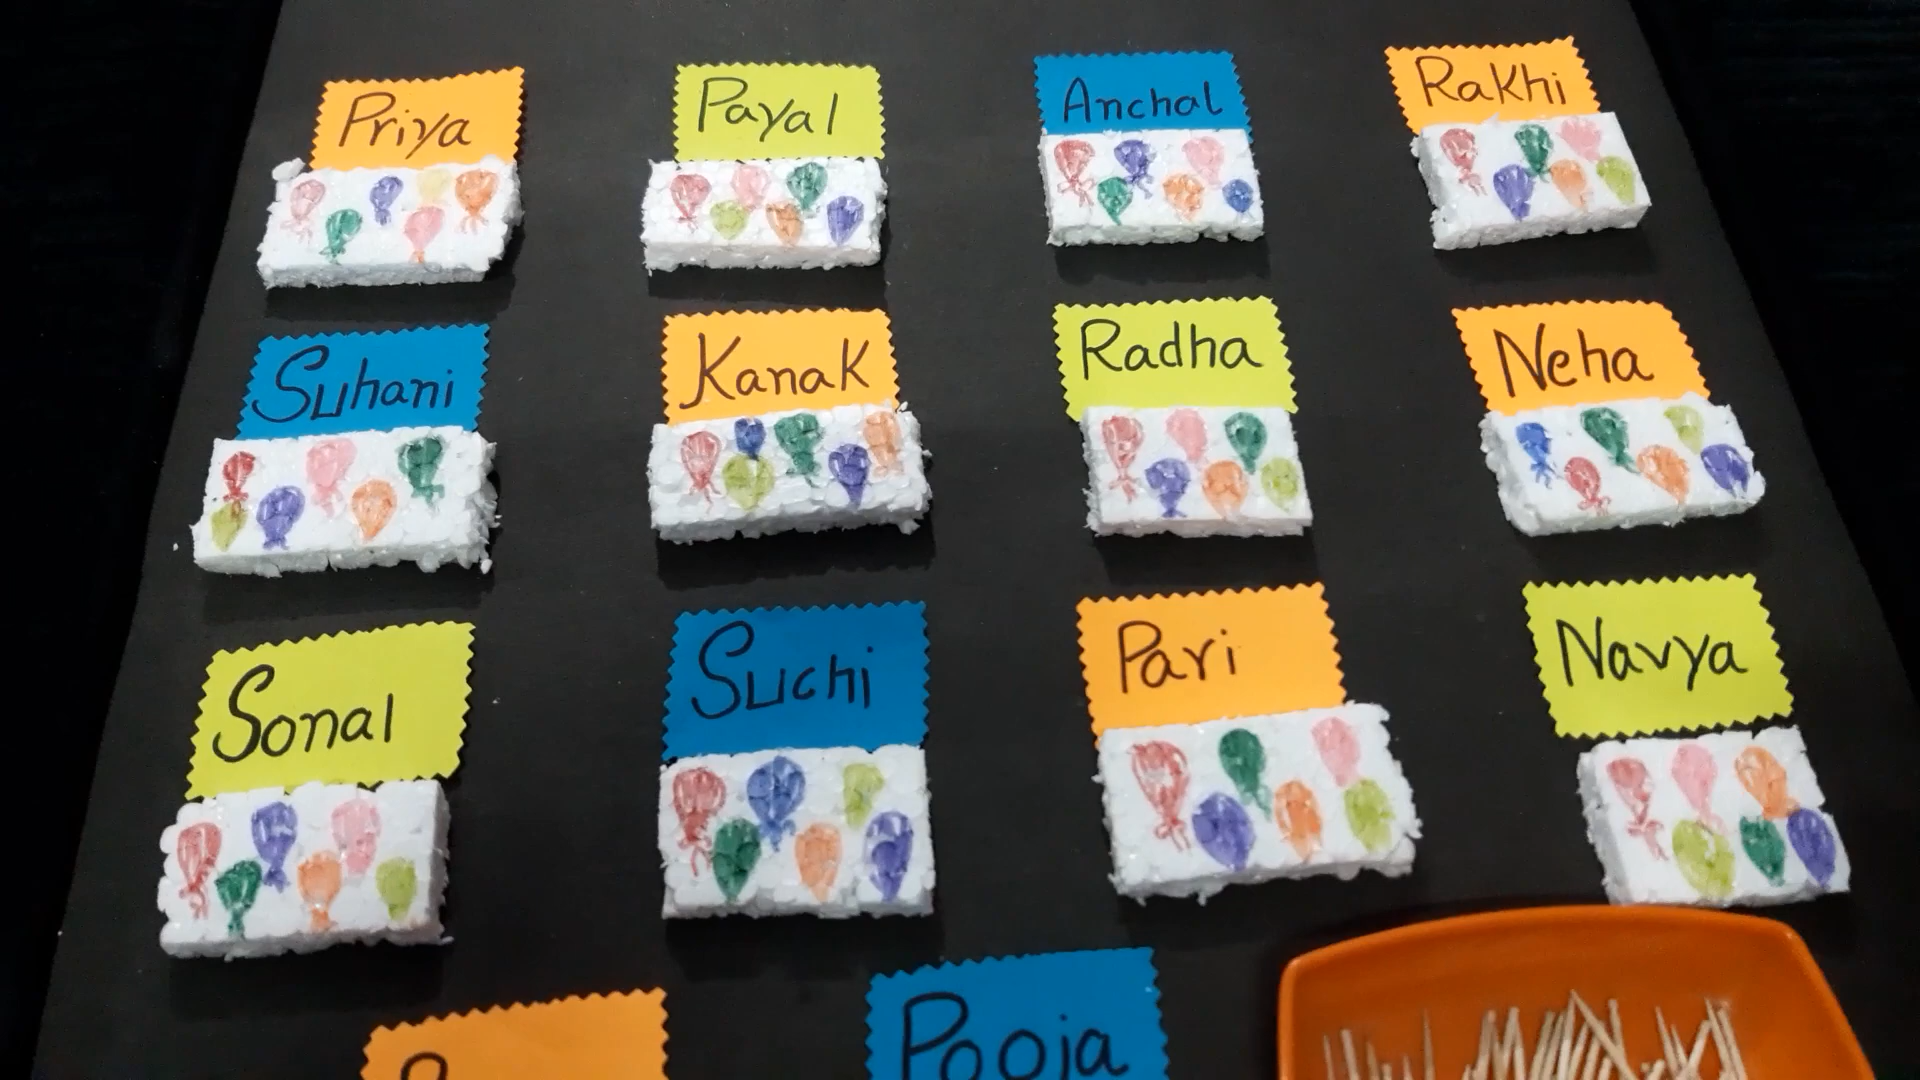 Priya
Payal
Anchal
Rakhi
Suhani
Kanak
Radha
Neha
Sonal
Suchi
Pari
Navya
Pooja